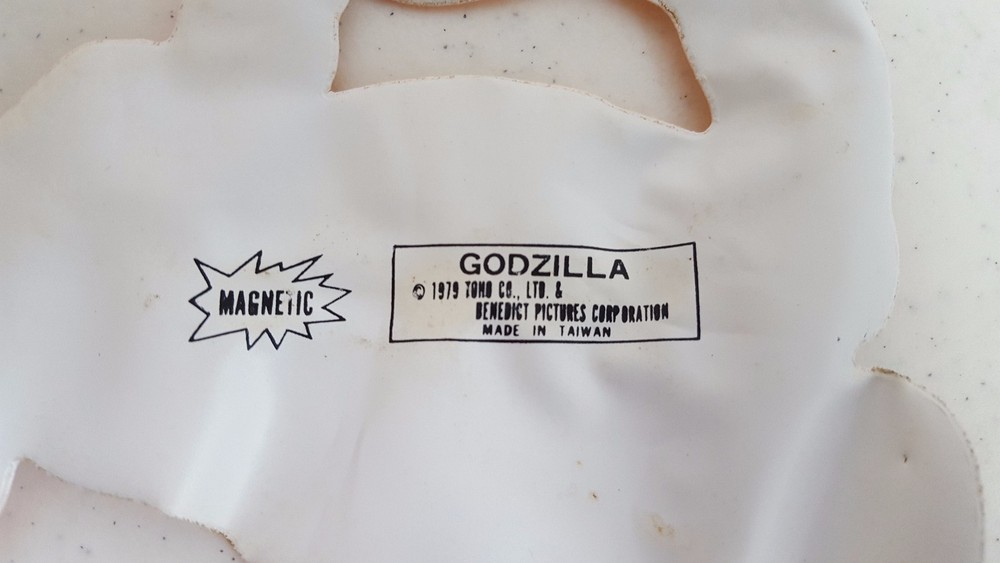 MAGNETIC
GODZILLA
© 1979 TOHO CO., LTD. &
BENEDICT PICTURES CORPORATION
MADE IN TAIWAN